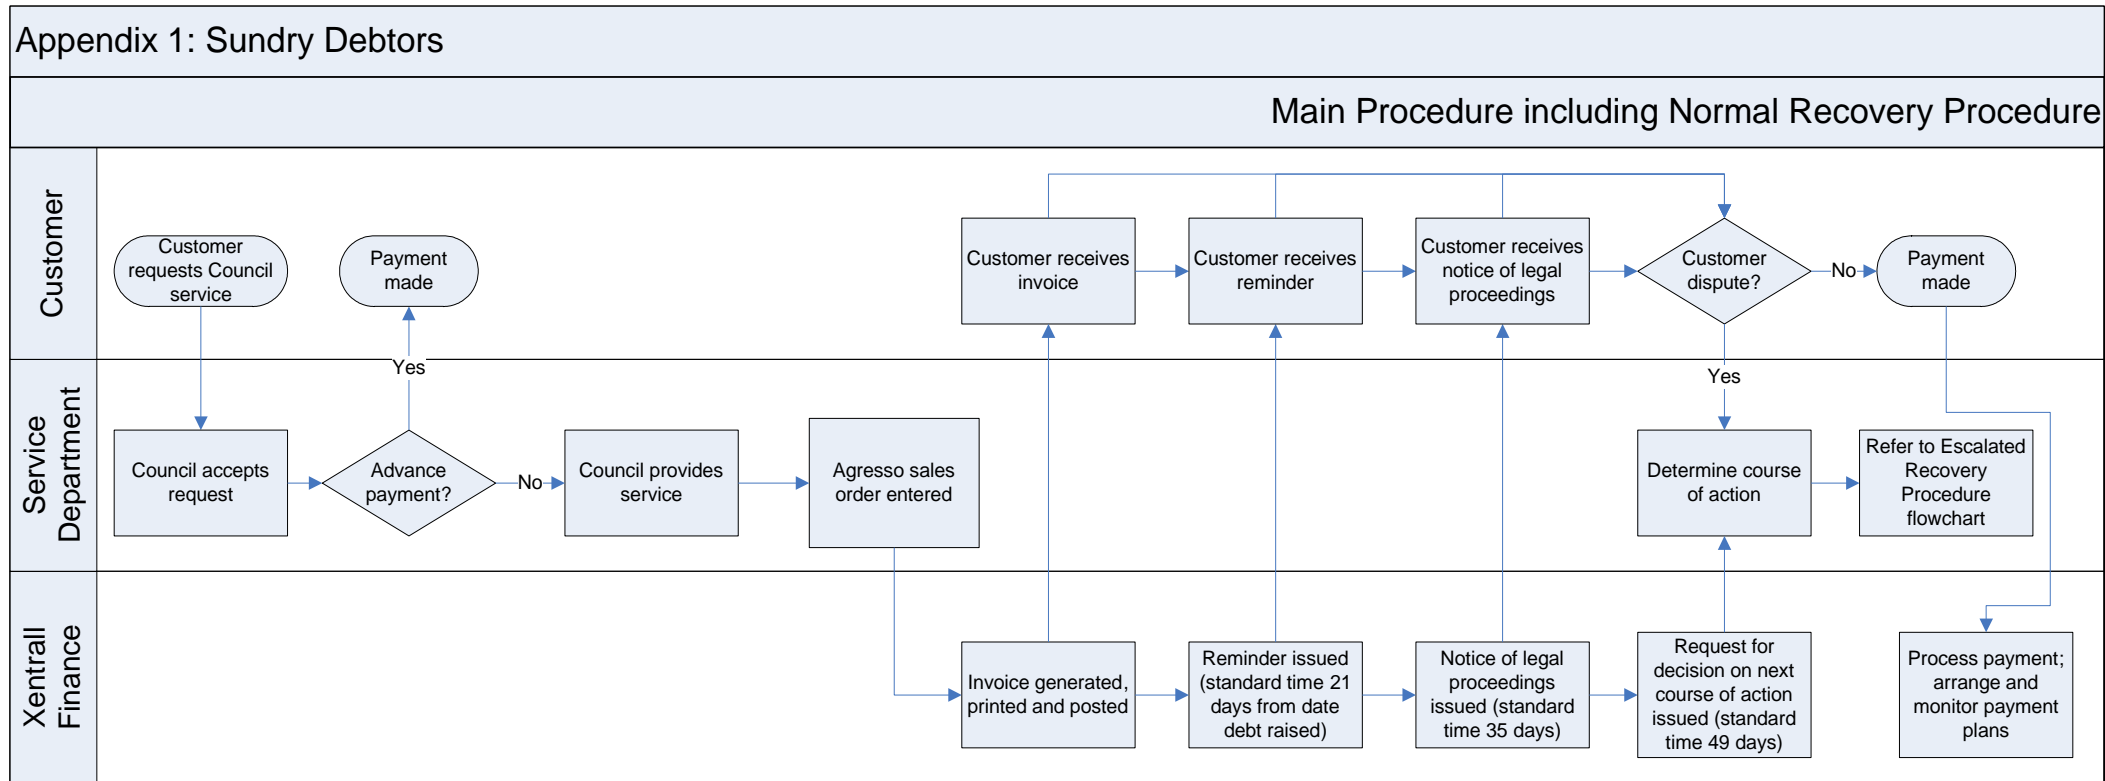 Appendix 1: Sundry Debtors
Main Procedure including Normal Recovery Procedure
Customer
Customer
requests Council
service
Payment
made
Customer receives
invoice
Customer receives
reminder
Customer receives
notice of legal
proceedings
Customer
dispute?
No
Payment
made
Yes
Yes
Service
Department
Council accepts
request
Advance
payment?
No
Council provides
service
Agresso sales
order entered
Determine course
of action
Refer to Escalated
Recovery
Procedure
flowchart
Xentrall
Finance
Invoice generated,
printed and posted
Reminder issued
(standard time 21
days from date
debt raised)
Notice of legal
proceedings
issued (standard
time 35 days)
Request for
decision on next
course of action
issued (standard
time 49 days)
Process payment;
arrange and
monitor payment
plans